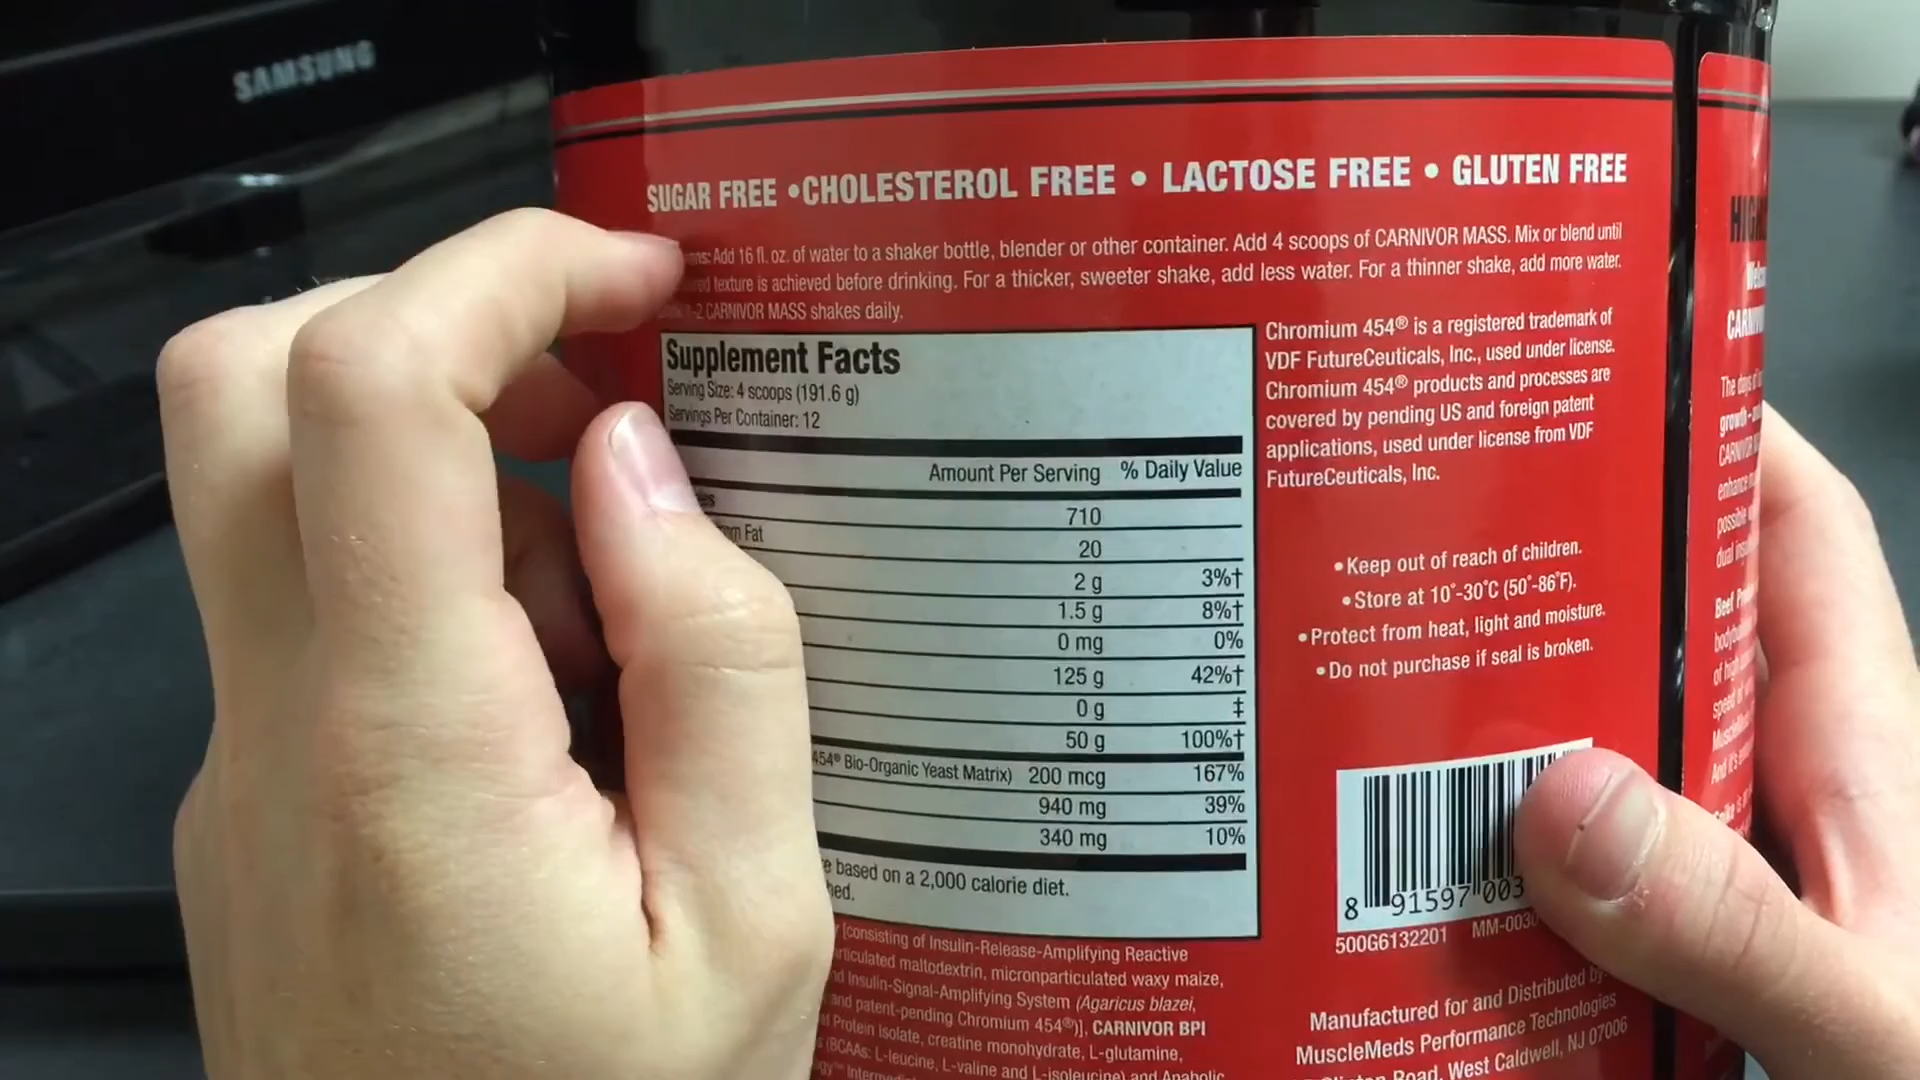 SAMSUNG
SUGAR FREE •CHOLESTEROL FREE • LACTOSE FREE • GLUTEN FREE
Add 16 fl. oz. of water to a shaker bottle, blender or other container. Add 4 scoops of CARNIVOR MASS. Mix or blend until
texture is achieved before drinking. For a thicker, sweeter shake, add less water. For a thinner shake, add more water.
CARNIVOR MASS shakes daily.
Supplement Facts
Serving Size: 4 scoops (191.6 g)
Servings Per Container: 12
Amount Per Serving % Daily Value
710
Fat 20
2 g 3%†
1.5 g 8%†
0 mg 0%
125 g 42%†
0 g ‡
50 g 100%†
454® Bio-Organic Yeast Matrix) 200 mcg 167%
940 mg 39%
340 mg 10%
based on a 2,000 calorie diet.
Chromium 454® is a registered trademark of
VDF FutureCeuticals, Inc., used under license.
Chromium 454® products and processes are
covered by pending US and foreign patent
applications, used under license from VDF
FutureCeuticals, Inc.
•Keep out of reach of children.
•Store at 10°-30°C (50°-86°F).
•Protect from heat, light and moisture.
•Do not purchase if seal is broken.
8 91597 003
500G6132201 MM-0030
Manufactured for and Distributed by
MuscleMeds Performance Technologies
Road, West Caldwell, NJ 07006
[consisting of Insulin-Release-Amplifying Reactive
maltodextrin, micronparticulated waxy maize,
Insulin-Signal-Amplifying System (Agaricus blazei,
and patent-pending Chromium 454®)], CARNIVOR BPI
Protein Isolate, creatine monohydrate, L-glutamine,
(BCAAs: L-leucine, L-valine and L-isoleucine) and Anabolic